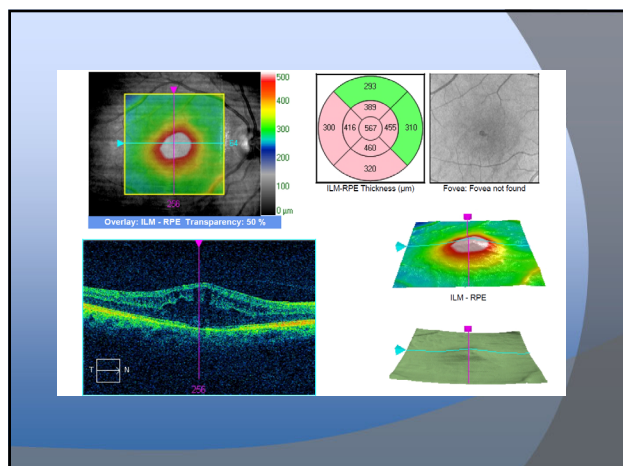 500
400
300
200
100
0 µm
64
256
Overlay: ILM - RPE Transparency: 50 %
293
389
300
416
567
455
310
460
320
ILM-RPE Thickness (µm)
Fovea: Fovea not found
ILM - RPE
T
N
256